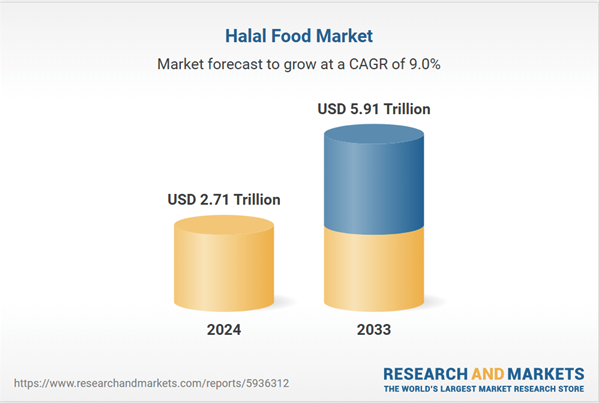 Halal Food Market
Market forecast to grow at a CAGR of 9.0%
USD 5.91 Trillion
USD 2.71 Trillion
2024
2033
https://www.researchandmarkets.com/reports/5936312
RESEARCH AND MARKETS
THE WORLD'S LARGEST MARKET RESEARCH STORE